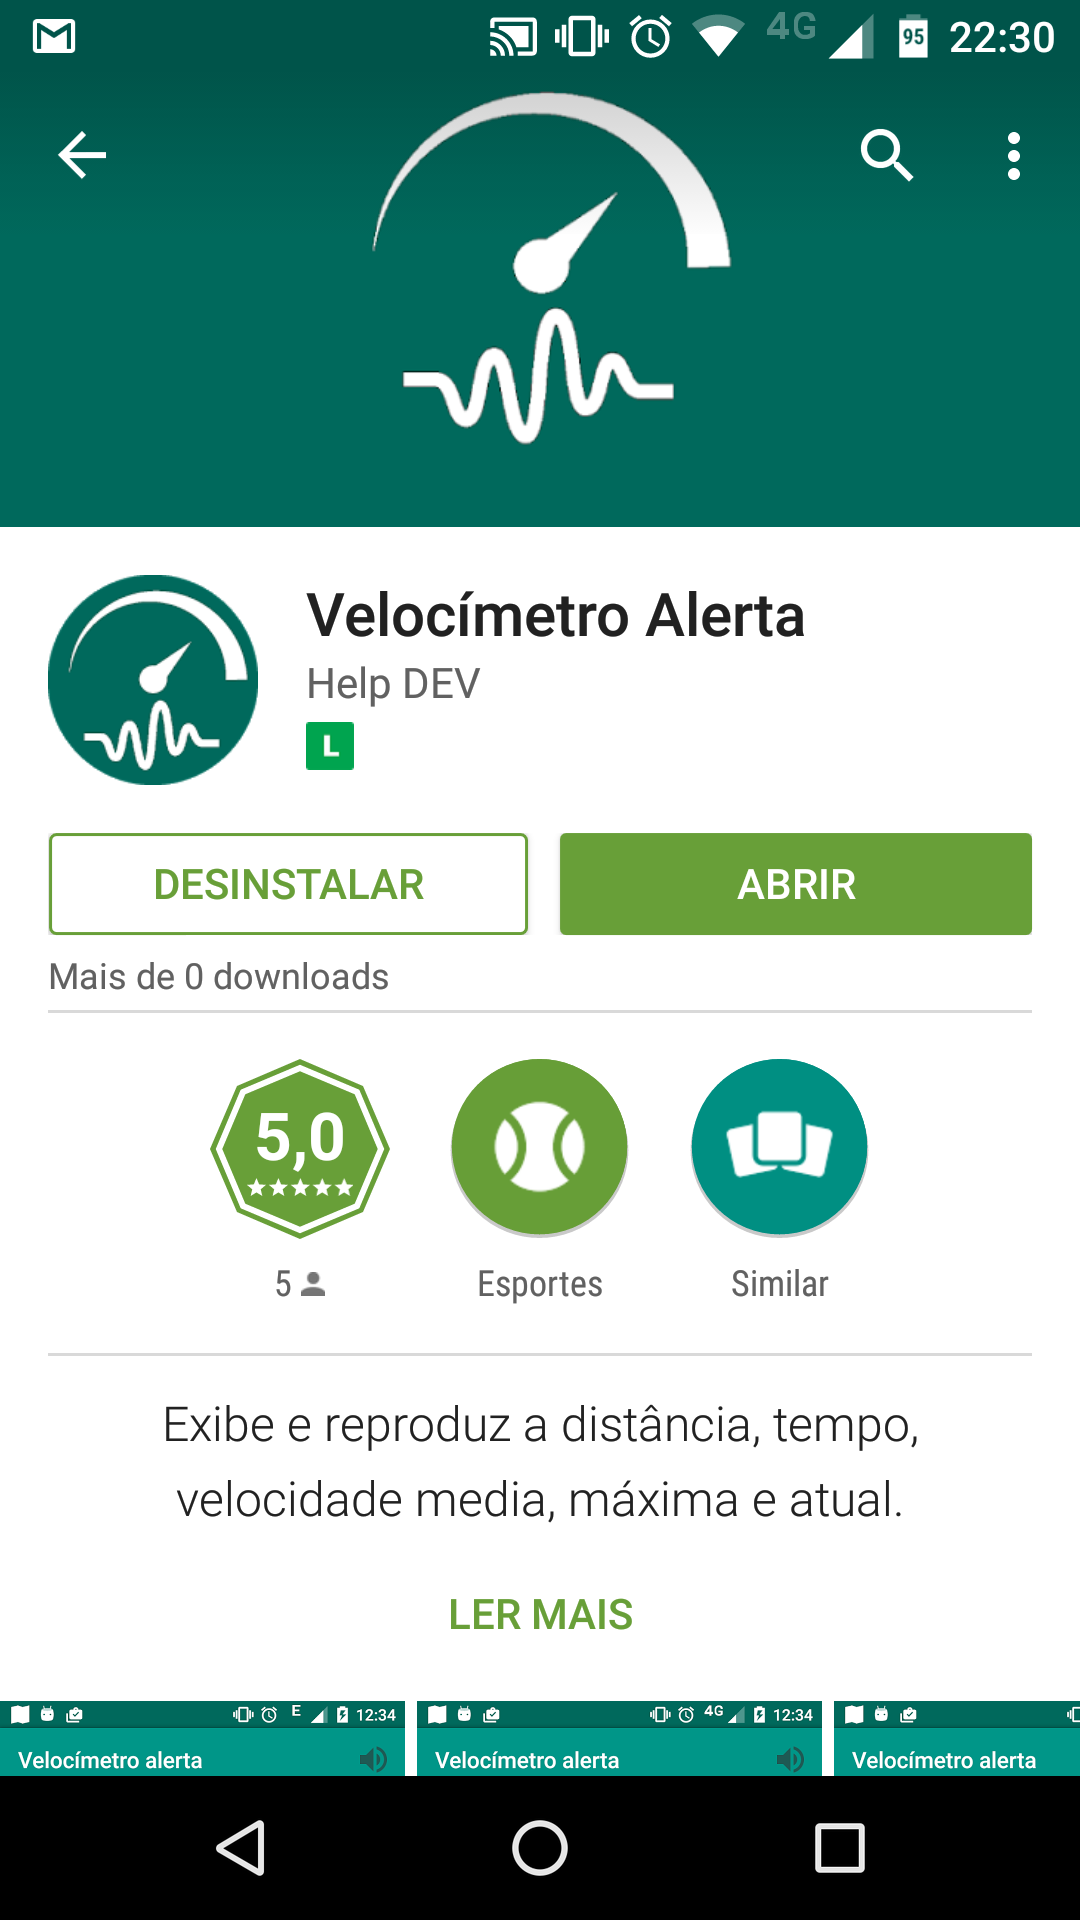 4G 95 22:30
Velocímetro Alerta
Help DEV
L
DESINSTALAR ABRIR
Mais de 0 downloads
5,0
5 Esportes Similar
Exibe e reproduz a distância, tempo,
velocidade media, máxima e atual.
LER MAIS
E 12:34 4G 12:34
Velocímetro alerta Velocímetro alerta Velocímetro alerta